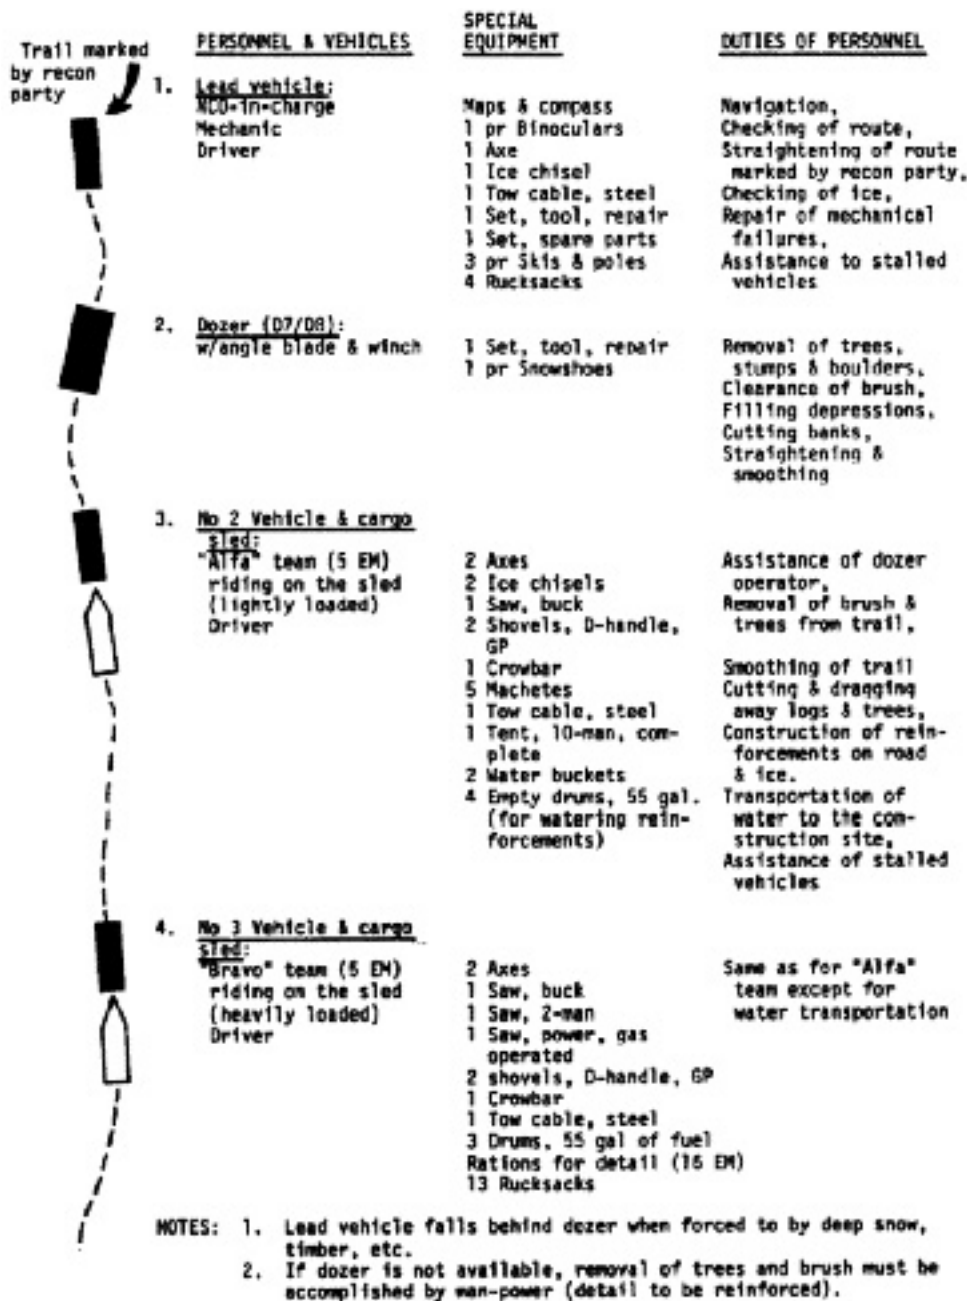 SPECIAL
PERSONNEL & VEHICLES EQUIPMENT DUTIES OF PERSONNEL
Trail marked
by recon
party
1. Lead vehicle:
NCO-in-charge
Mechanic
Driver
Maps & compass
1 pr Binoculars
1 Axe
1 Ice chisel
1 Tow cable, steel
1 Set, tool, repair
1 Set, spare parts
3 pr Skis & poles
4 Rucksacks
Navigation,
Checking of route,
Straightening of route
marked by recon party,
Checking of ice,
Repair of mechanical
failures,
Assistance to stalled
vehicles
2. Dozer (D7/D8):
w/angle blade & winch
1 Set, tool, repair
1 pr Snowshoes
Removal of trees,
stumps & boulders,
Clearance of brush,
Filling depressions,
Cutting banks,
Straightening &
smoothing
3. No 2 Vehicle & cargo
sled:
"Alfa" team (5 EM)
riding on the sled
(lightly loaded)
Driver
2 Axes
2 Ice chisels
1 Saw, buck
2 Shovels, D-handle,
GP
1 Crowbar
5 Machetes
1 Tow cable, steel
1 Tent, 10-man, com-
plete
2 Water buckets
4 Empty drums, 55 gal.
(for watering rein-
forcements)
Assistance of dozer
operator,
Removal of brush &
trees from trail,
Smoothing of trail
Cutting & dragging
away logs & trees,
Construction of rein-
forcements on road
& ice.
Transportation of
water to the con-
struction site,
Assistance of stalled
vehicles
4. No 3 Vehicle & cargo
sled:
"Bravo" team (5 EM)
riding on the sled
(heavily loaded)
Driver
2 Axes
1 Saw, buck
1 Saw, 2-man
1 Saw, power, gas
operated
2 shovels, D-handle, GP
1 Crowbar
1 Tow cable, steel
3 Drums, 55 gal of fuel
Rations for detail (15 EM)
13 Rucksacks
Same as for "Alfa"
team except for
water transportation
NOTES: 1. Lead vehicle falls behind dozer when forced to by deep snow,
timber, etc.
2. If dozer is not available, removal of trees and brush must be
accomplished by man-power (detail to be reinforced).